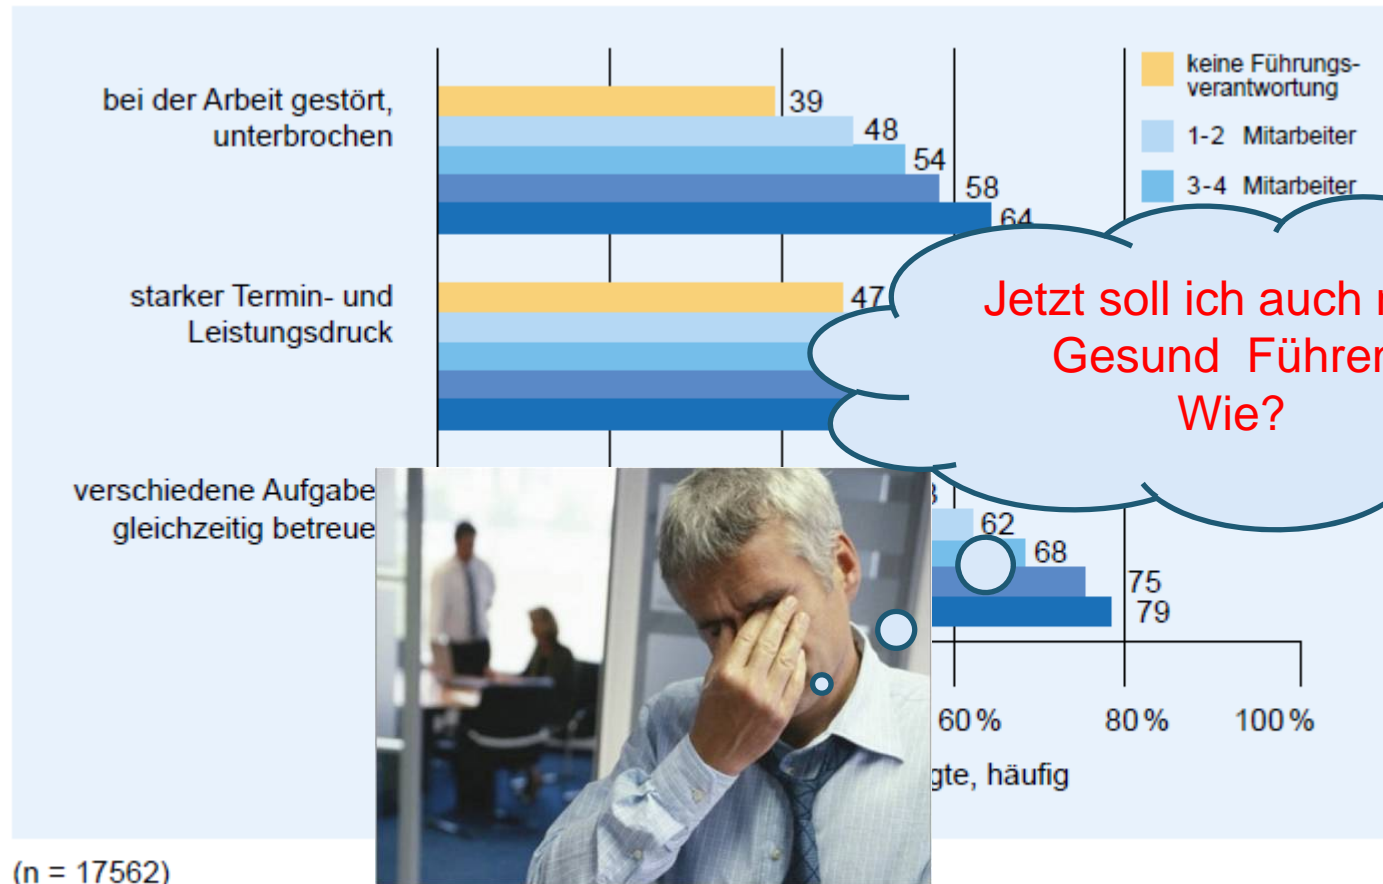 bei der Arbeit gestört,
unterbrochen
39
48
54
58
64
keine Führungs-
verantwortung
1-2 Mitarbeiter
3-4 Mitarbeiter
starker Termin- und
Leistungsdruck
47
Jetzt soll ich auch
Gesund Führen
Wie?
verschiedene Aufgabe
gleichzeitig betreue
62
68
75
79
60 %
80 %
100 %
gte, häufig
(n = 17562)